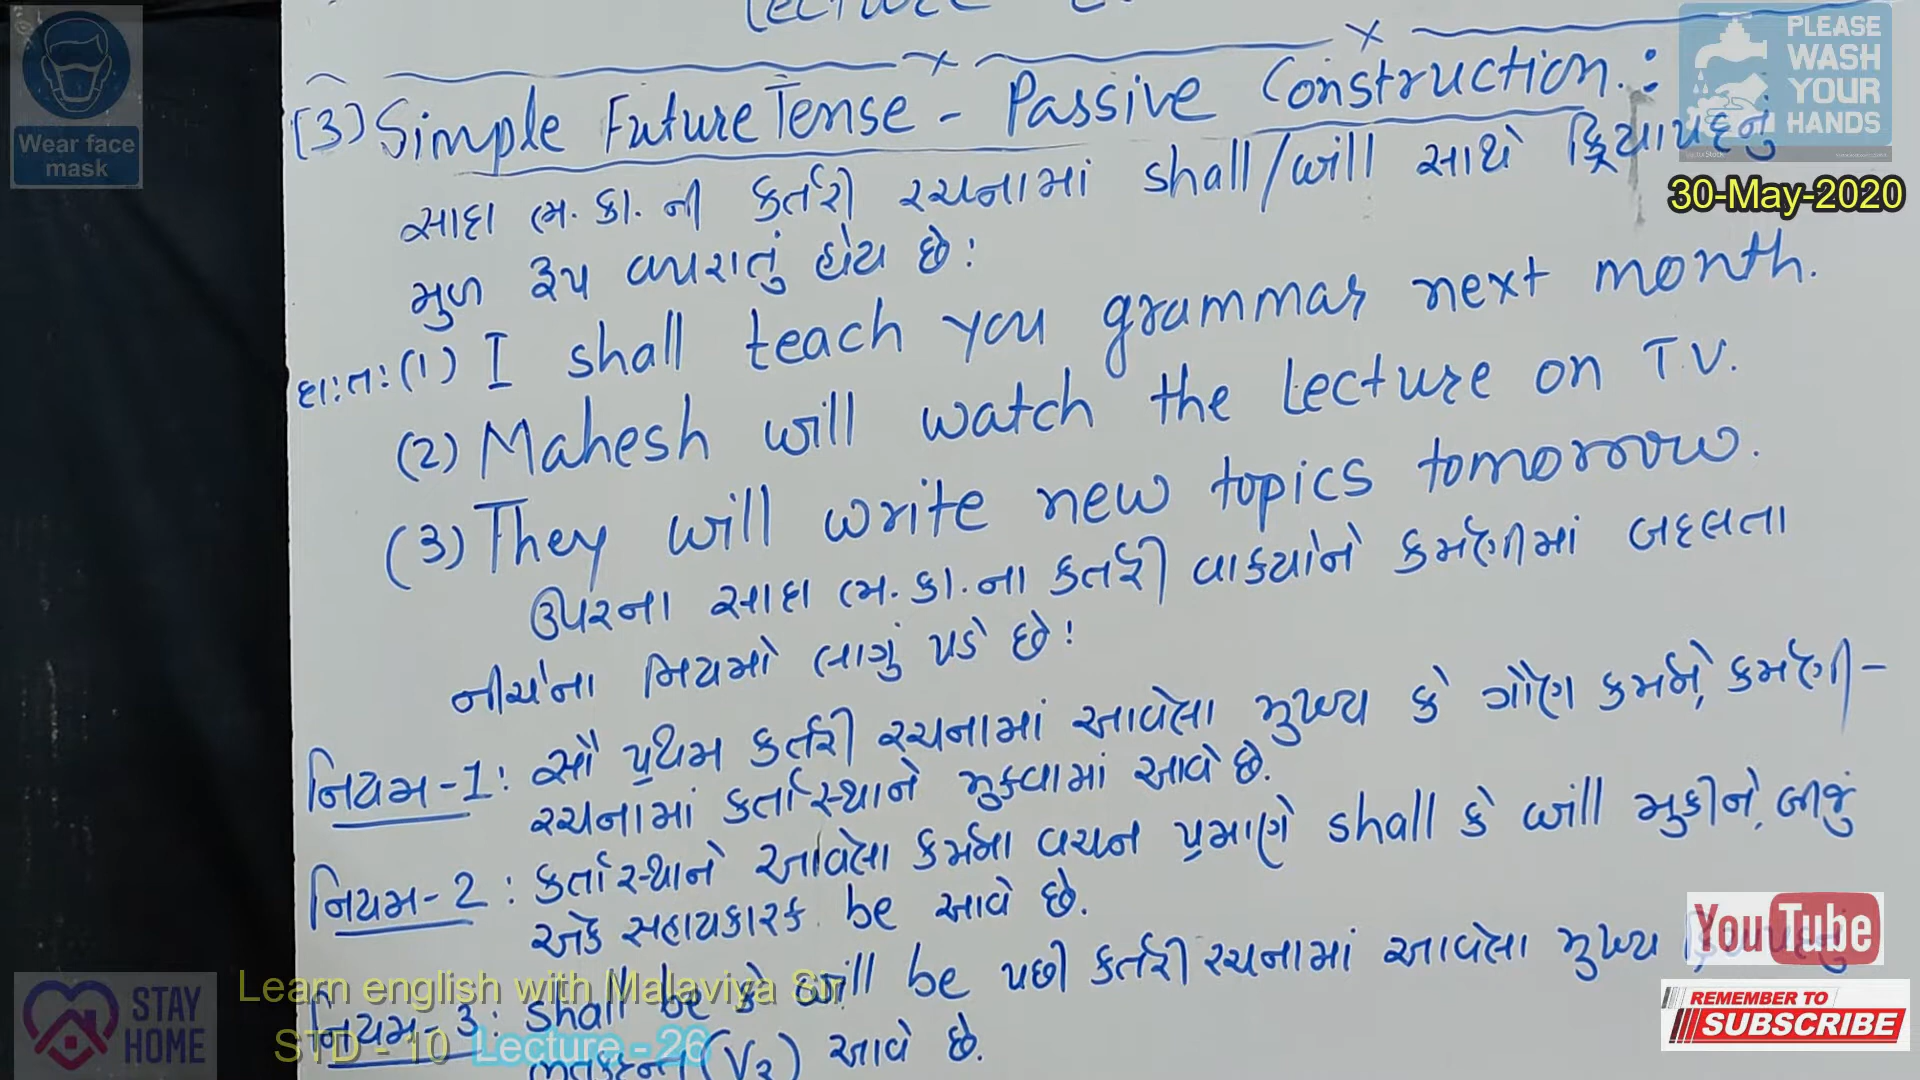 Wear face
mask
PLEASE
WASH
YOUR
HANDS
30-May-2020
(3) Simple Future Tense - Passive Construction.:
સાદા ભ. કા. ની કર્તરી રચનામાં shall/will સાથે ક્રિયાપદનું
મુળ રૂપ વપરાતું હોય છે:
દા:ત: (1) I shall teach you grammar next month.
(2) Mahesh will watch the Lecture on T.V.
(3) They will write new topics tomorrow.
ઉપરના સાદા ભ. કા. ના કર્તરી વાક્યોને કર્મણીમાં બદલતા
નીચેના નિયમો લાગું પડે છે:
નિયમ-1: સૌ પ્રથમ કર્તરી રચનામાં આવેલા મુખ્ય કે ગૌણ કર્મને, કર્મણી-
રચનામાં કર્તાસ્થાને મુકવામાં આવે છે.
નિયમ-2: કર્તાસ્થાને આવેલા કર્મના વચન પ્રમાણે shall કે will મુકીને, બીજું
એક સહાયકારક be આવે છે.
નિયમ-3: shall be કે will be પછી કર્તરી રચનામાં આવેલા મુખ્ય
(V3) આવે છે.
YouTube
REMEMBER TO
SUBSCRIBE
STAY
HOME
Learn english with Malaviya Sir
STD - 10 Lecture - 26